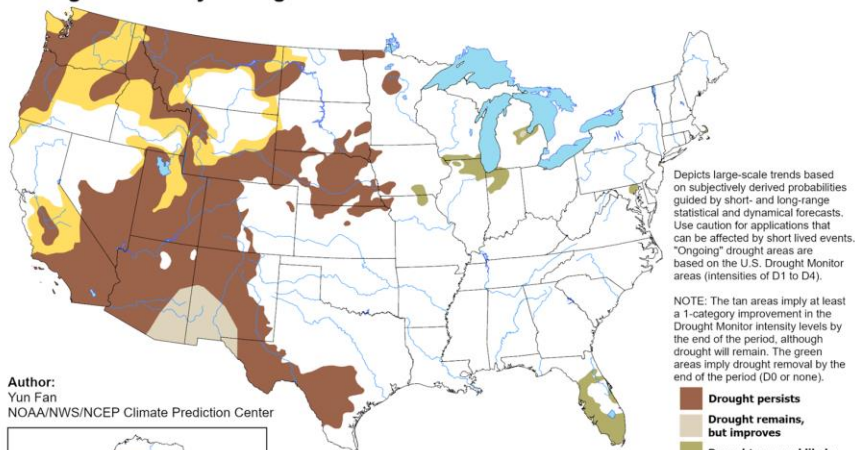 Depicts large-scale trends based
on subjectively derived probabilities
guided by short- and long-range
statistical and dynamical forecasts.
Use caution for applications that
can be affected by short lived events.
"Ongoing" drought areas are
based on the U.S. Drought Monitor
areas (intensities of D1 to D4).
NOTE: The tan areas imply at least
a 1-category improvement in the
Drought Monitor intensity levels by
the end of the period, although
drought will remain. The green
areas imply drought removal by the
end of the period (D0 or none).
Author:
Yun Fan
NOAA/NWS/NCEP Climate Prediction Center
Drought persists
Drought remains,
but improves